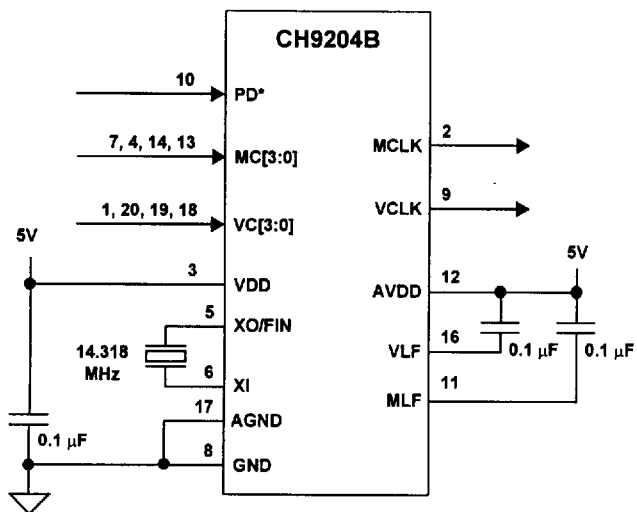 CH9204B
10
PD*
7, 4, 14, 13
MC[3:0]
1, 20, 19, 18
VC[3:0]
5V
3
VDD
5
XO/FIN
14.318
MHz
6
XI
17
AGND
0.1 µF
8
GND
MCLK
2
VCLK
9
5V
AVDD
12
16
VLF
0.1 µF
0.1 µF
11
MLF